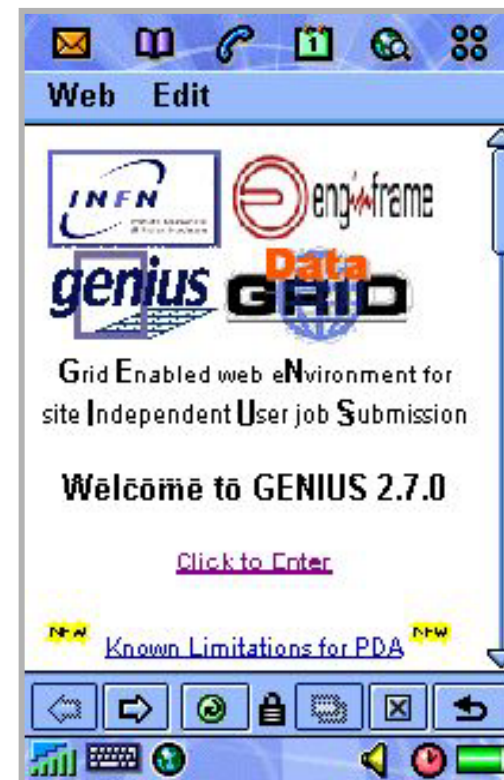 1
Web Edit
INFN
enginframe
genius
Data
GRID
Grid Enabled web eNvironment for
site Independent User job Submission
Welcome to GENIUS 2.7.0
Click to Enter
NEW Known Limitations for PDA NEW